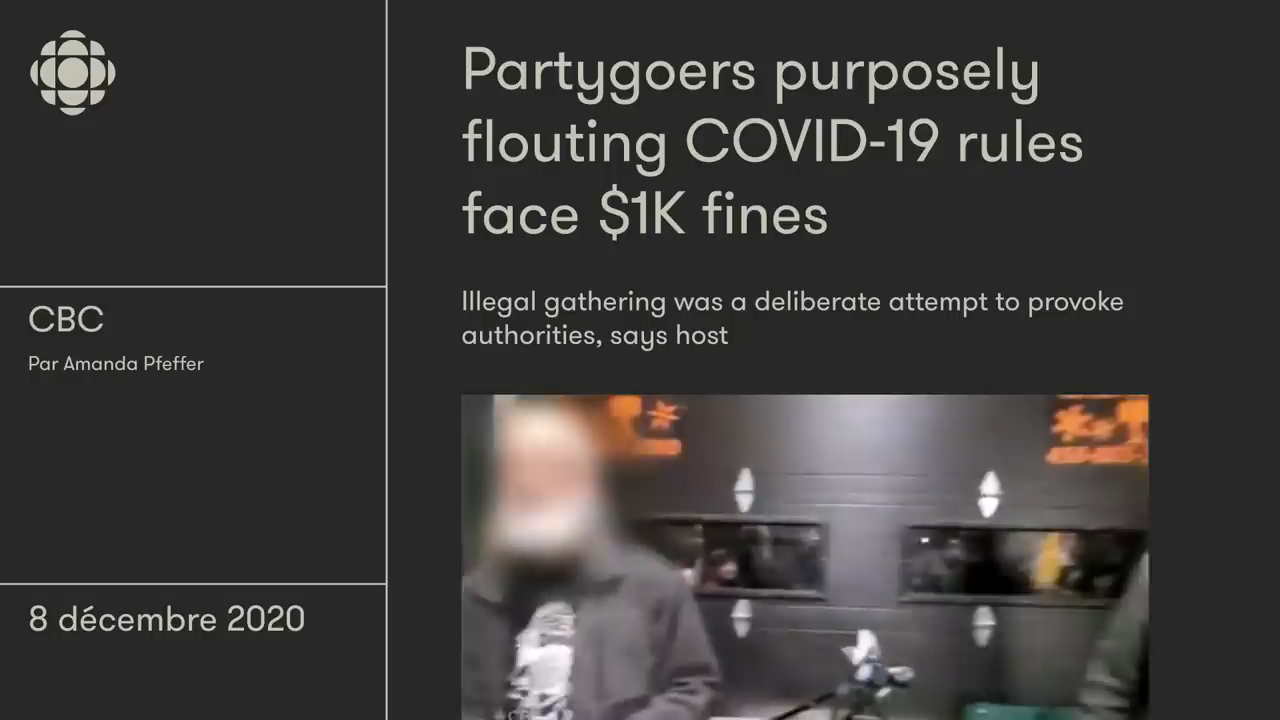 Partygoers purposely
flouting COVID-19 rules
face $1K fines
Illegal gathering was a deliberate attempt to provoke
authorities, says host
CBC
Par Amanda Pfeffer
8 décembre 2020